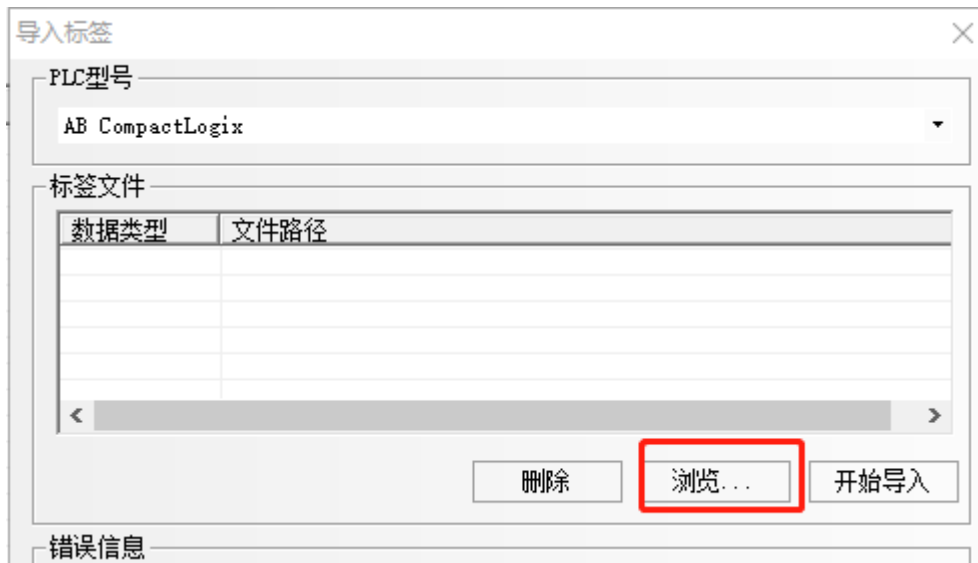 导入标签
PLC型号
AB CompactLogix
标签文件
数据类型 文件路径
删除 浏览... 开始导入
错误信息